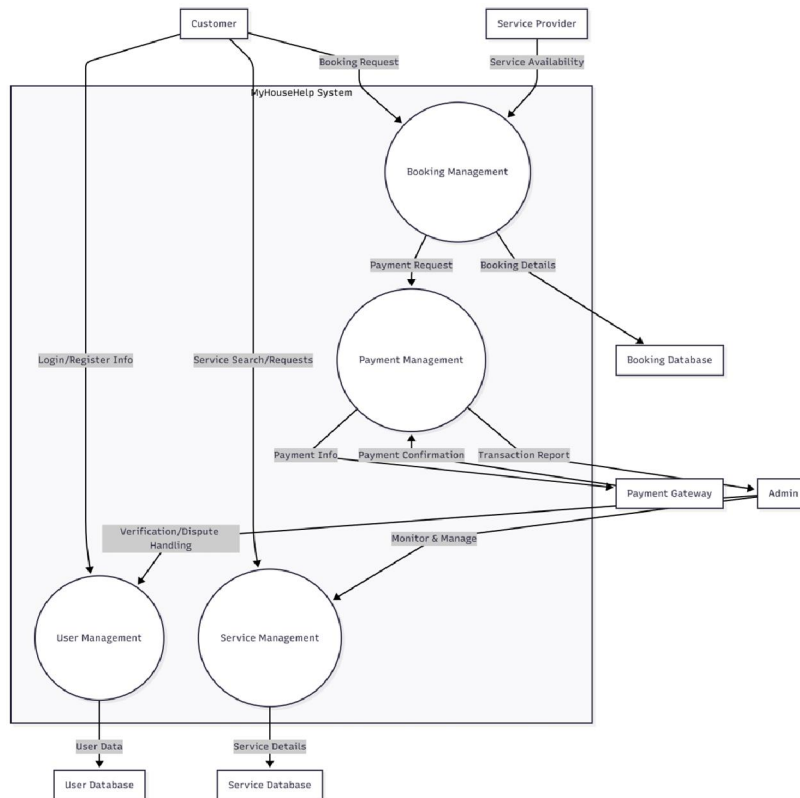 Customer
Service Provider
Booking Request
Service Availability
MyHouseHelp System
Booking Management
Payment Request
Booking Details
Login/Register Info
Service Search/Requests
Payment Management
Booking Database
Payment Info
Payment Confirmation
Transaction Report
Payment Gateway
Admin
Verification/Dispute
Handling
Monitor & Manage
User Management
Service Management
User Data
Service Details
User Database
Service Database